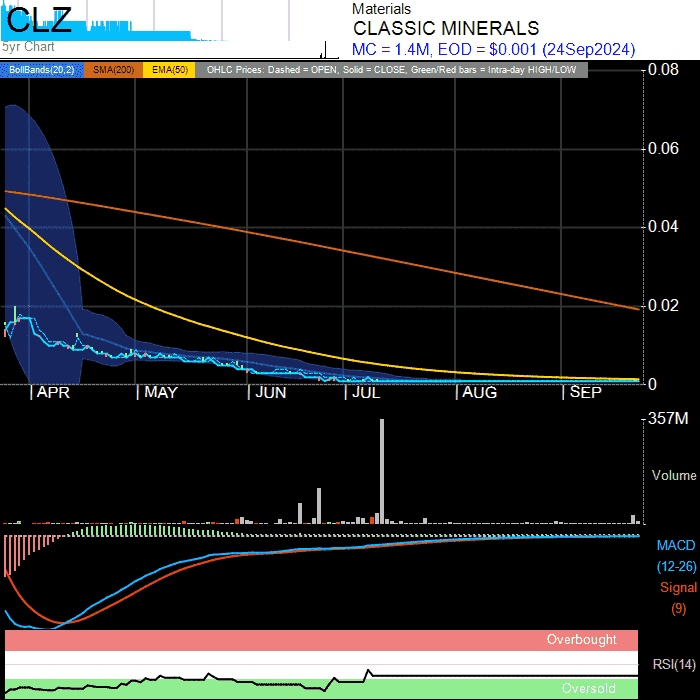 CLZ
5yr Chart
Materials
CLASSIC MINERALS
MC = 1.4M, EOD = $0.001 (24Sep2024)
BollBands(20,2) SMA(200) EMA(50) OHLC Prices: Dashed = OPEN, Solid = CLOSE, Green/Red bars = Intra-day HIGH/LOW
0.08
0.06
0.04
0.02
0
APR MAY JUN JUL AUG SEP
357M
Volume
MACD
(12-26)
Signal
(9)
Overbought
RSI(14)
Oversold